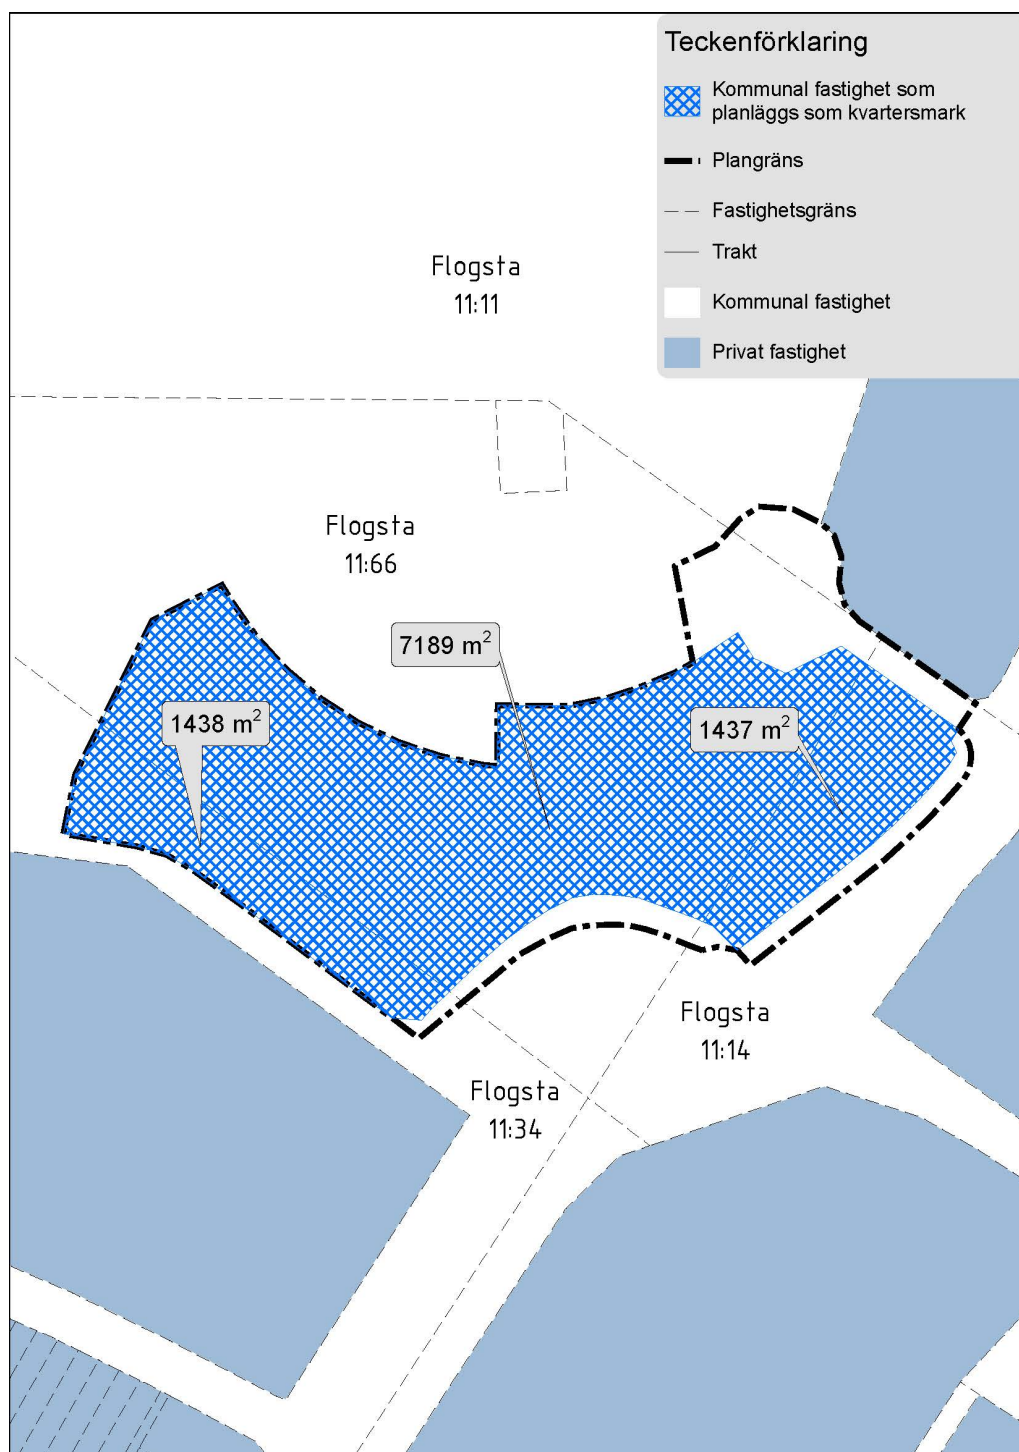 Teckenförklaring
Kommunal fastighet som
planläggs som kvartersmark
Plangräns
Fastighetsgräns
Trakt
Kommunal fastighet
Privat fastighet
Flogsta
11:11
Flogsta
11:66
7189 m²
1438 m²
1437 m²
Flogsta
11:14
Flogsta
11:34